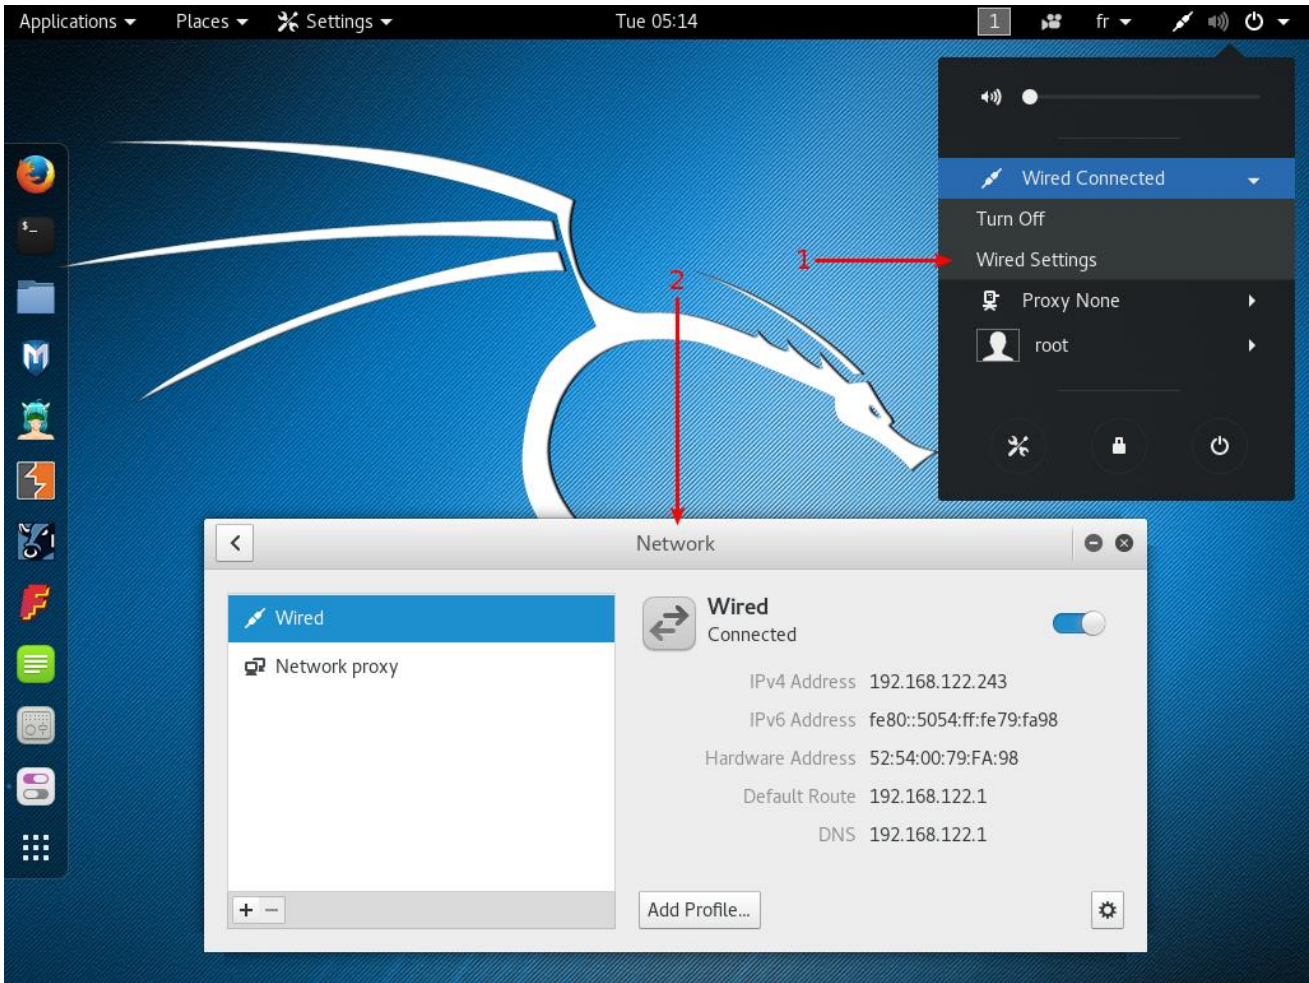 Applications Places Settings Tue 05:14 1 fr
Wired Connected
Turn Off
1 Wired Settings
2
Proxy None
root
$_
Network
Wired
Network proxy
Wired
Connected
IPv4 Address 192.168.122.243
IPv6 Address fe80::5054:ff:fe79:fa98
Hardware Address 52:54:00:79:FA:98
Default Route 192.168.122.1
DNS 192.168.122.1
+ −
Add Profile...